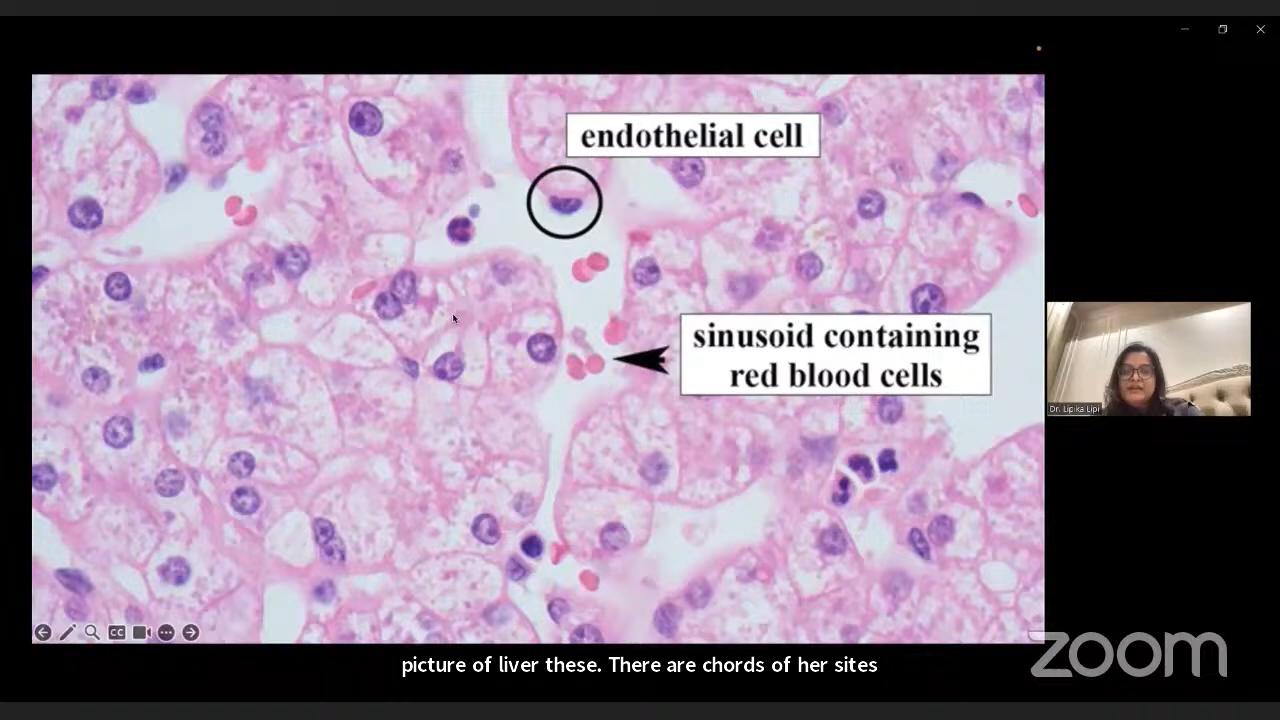 endothelial cell
sinusoid containing
red blood cells
Dr. Lipika Lipi
CC
picture of liver these. There are chords of her sites
zoom